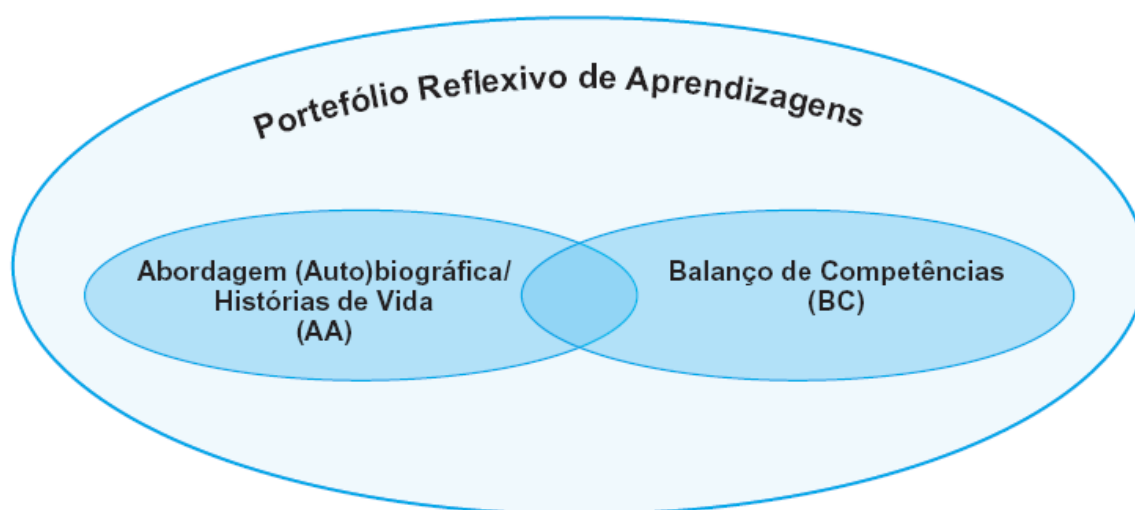 Portefólio Reflexivo de Aprendizagens
Abordagem (Auto)biográfica/
Histórias de Vida
(AA)
Balanço de Competências
(BC)